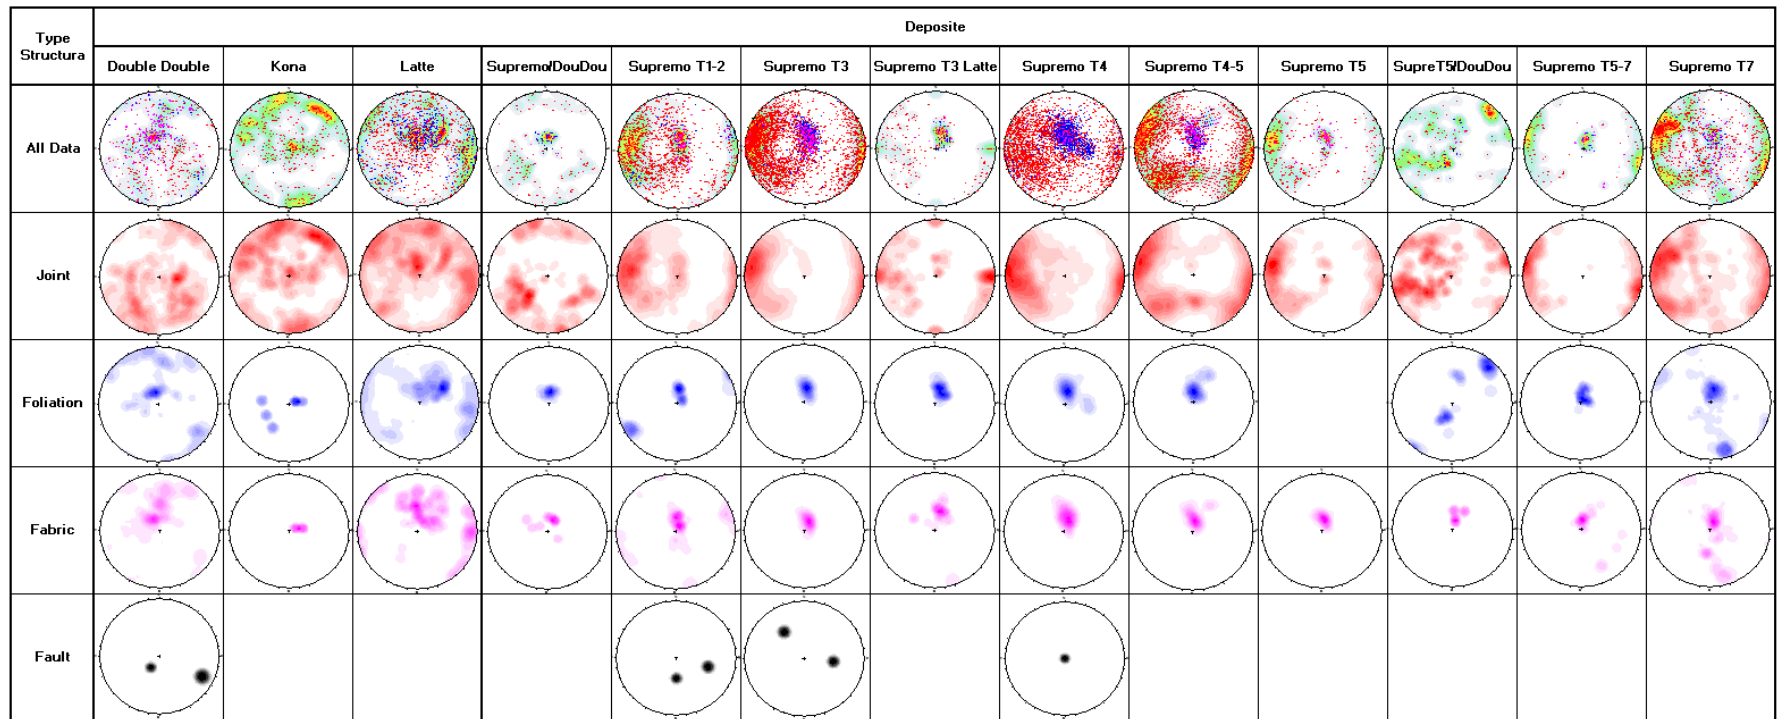 Type
Structura
Deposite
Double Double
Kona
Latte
Supremo/DouDou
Supremo T1-2
Supremo T3
Supremo T3 Latte
Supremo T4
Supremo T4-5
Supremo T5
SupreT5/DouDou
Supremo T5-7
Supremo T7
All Data
Joint
Foliation
Fabric
Fault